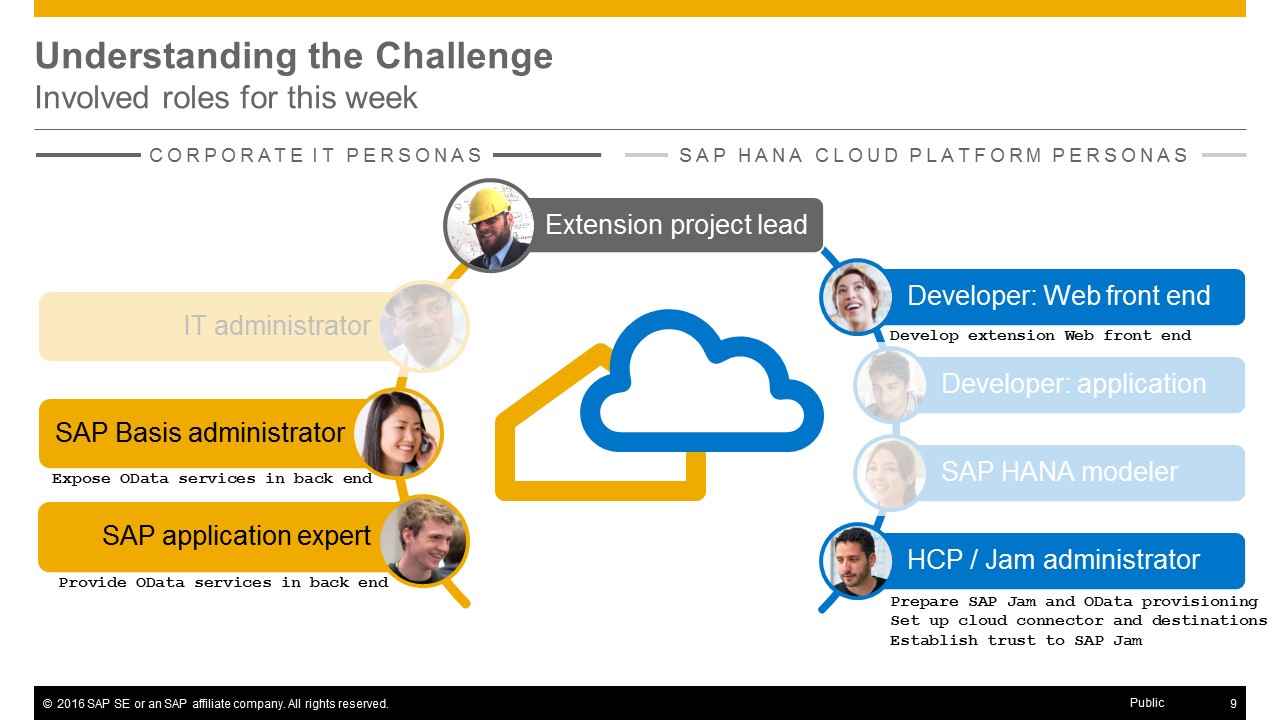 Understanding the Challenge
Involved roles for this week
CORPORATE IT PERSONAS
SAP HANA CLOUD PLATFORM PERSONAS
Extension project lead
IT administrator
SAP Basis administrator
Expose OData services in back end
SAP application expert
Provide OData services in back end
Developer: Web front end
Develop extension Web front end
Developer: application
SAP HANA modeler
HCP / Jam administrator
Prepare SAP Jam and OData provisioning
Set up cloud connector and destinations
Establish trust to SAP Jam
© 2016 SAP SE or an SAP affiliate company. All rights reserved.
Public
9